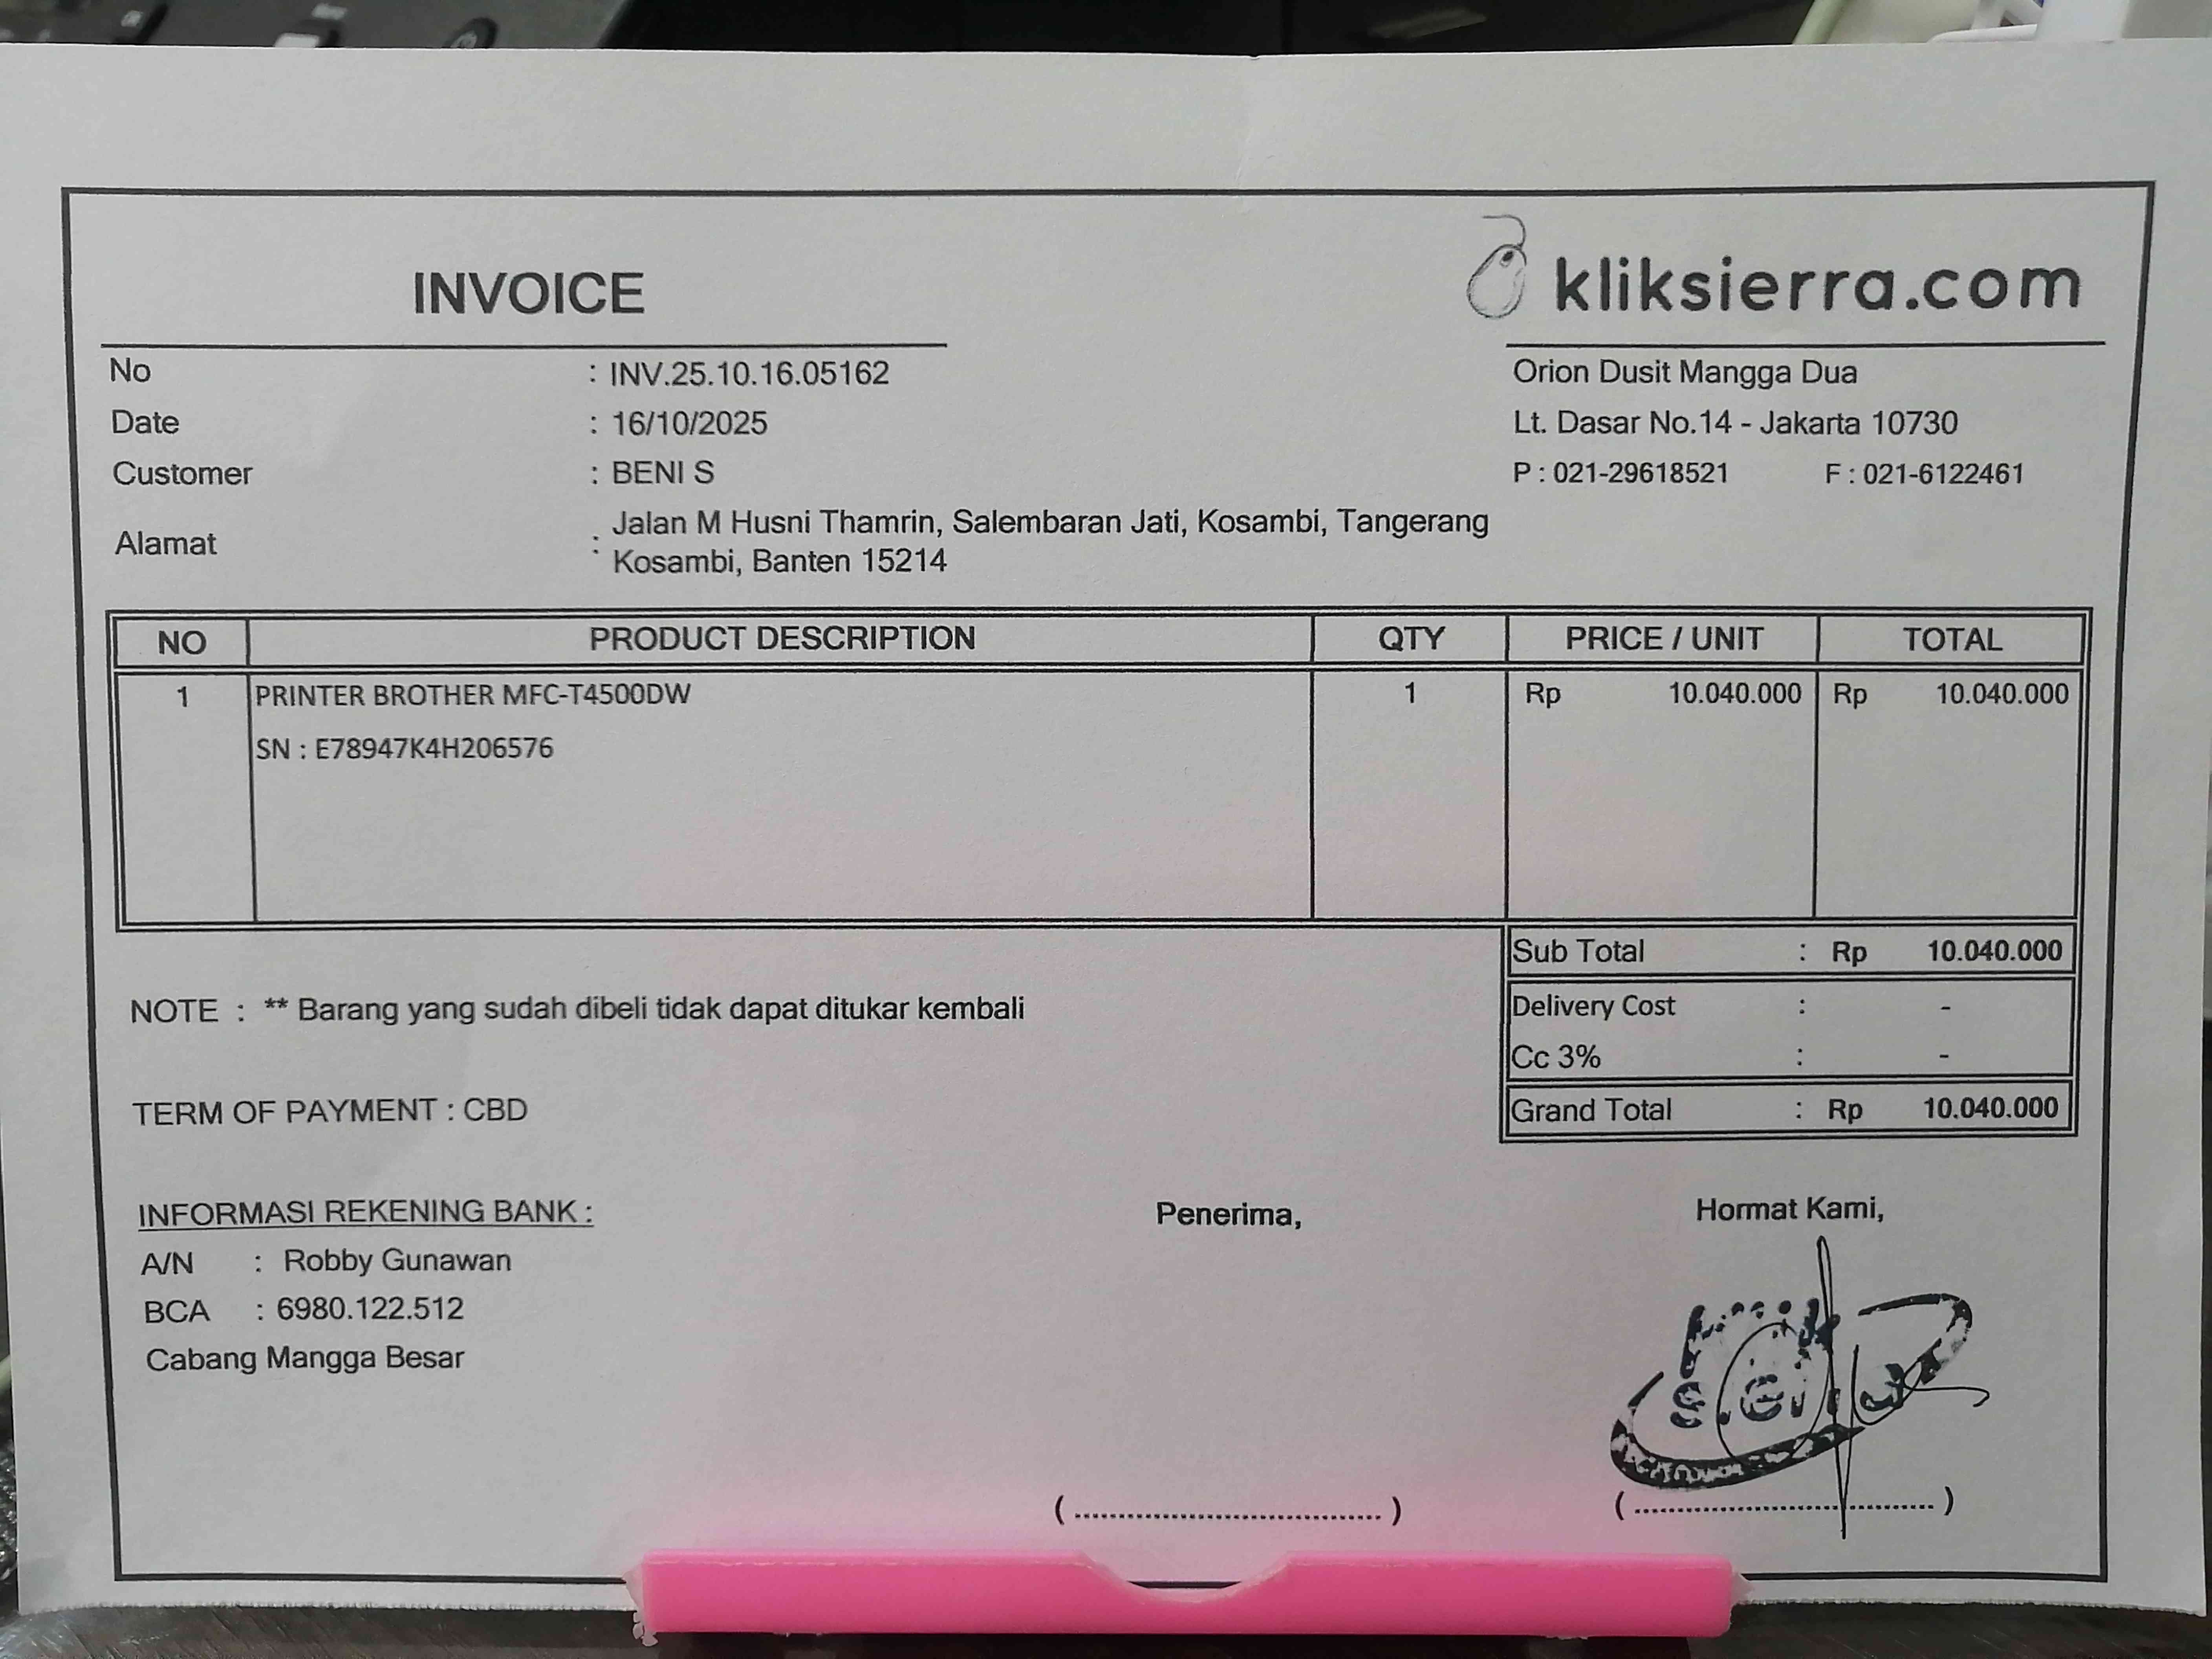 INVOICE
kliksierra.com
No : INV.25.10.16.05162
Date : 16/10/2025
Customer : BENI S
Alamat : Jalan M Husni Thamrin, Salembaran Jati, Kosambi, Tangerang
Kosambi, Banten 15214
Orion Dusit Mangga Dua
Lt. Dasar No.14 - Jakarta 10730
P : 021-29618521 F : 021-6122461
NO PRODUCT DESCRIPTION QTY PRICE / UNIT TOTAL
1 PRINTER BROTHER MFC-T4500DW 1 Rp 10.040.000 Rp 10.040.000
SN : E78947K4H206576
Sub Total : Rp 10.040.000
Delivery Cost : -
Cc 3% : -
Grand Total : Rp 10.040.000
NOTE : ** Barang yang sudah dibeli tidak dapat ditukar kembali
TERM OF PAYMENT : CBD
INFORMASI REKENING BANK :
A/N : Robby Gunawan
BCA : 6980.122.512
Cabang Mangga Besar
Penerima,
(..............................)
Hormat Kami,
(..............................)